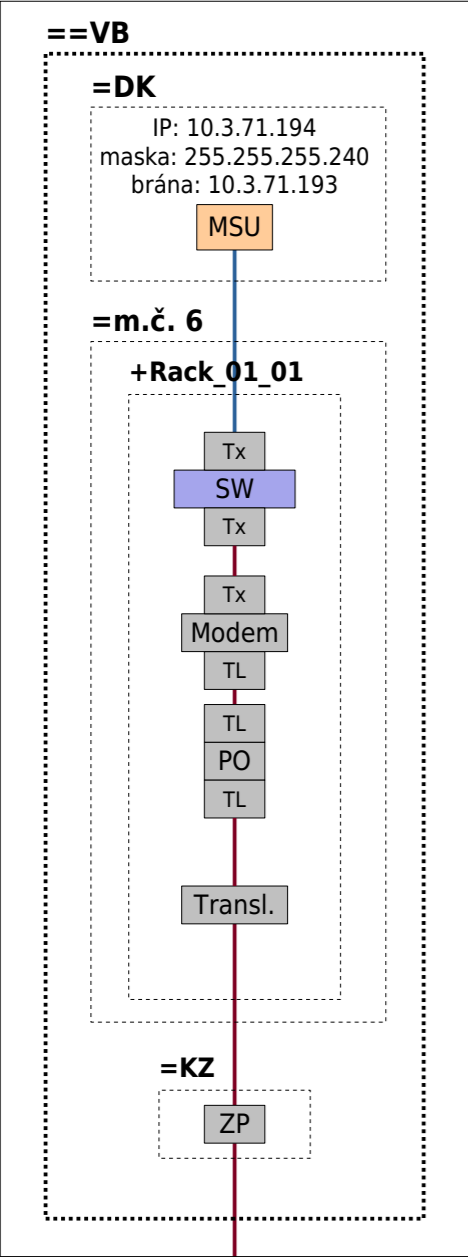 ==VB
=DK
IP: 10.3.71.194
maska: 255.255.255.240
brána: 10.3.71.193
MSU
=m.č. 6
+Rack_01_01
Tx
SW
Tx
Tx
Modem
TL
TL
PO
TL
Transl.
=KZ
ZP